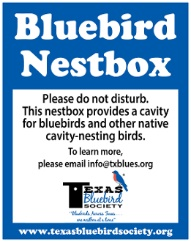 Bluebird
Nestbox
Please do not disturb.
This nestbox provides a cavity
for bluebirds and other native
cavity-nesting birds.
To learn more,
please email info@txblues.org
TEXAS
Bluebird
SOCIETY
"Bluebirds Across Texas...
one nestbox at a time"
www.texasbluebirdsociety.org